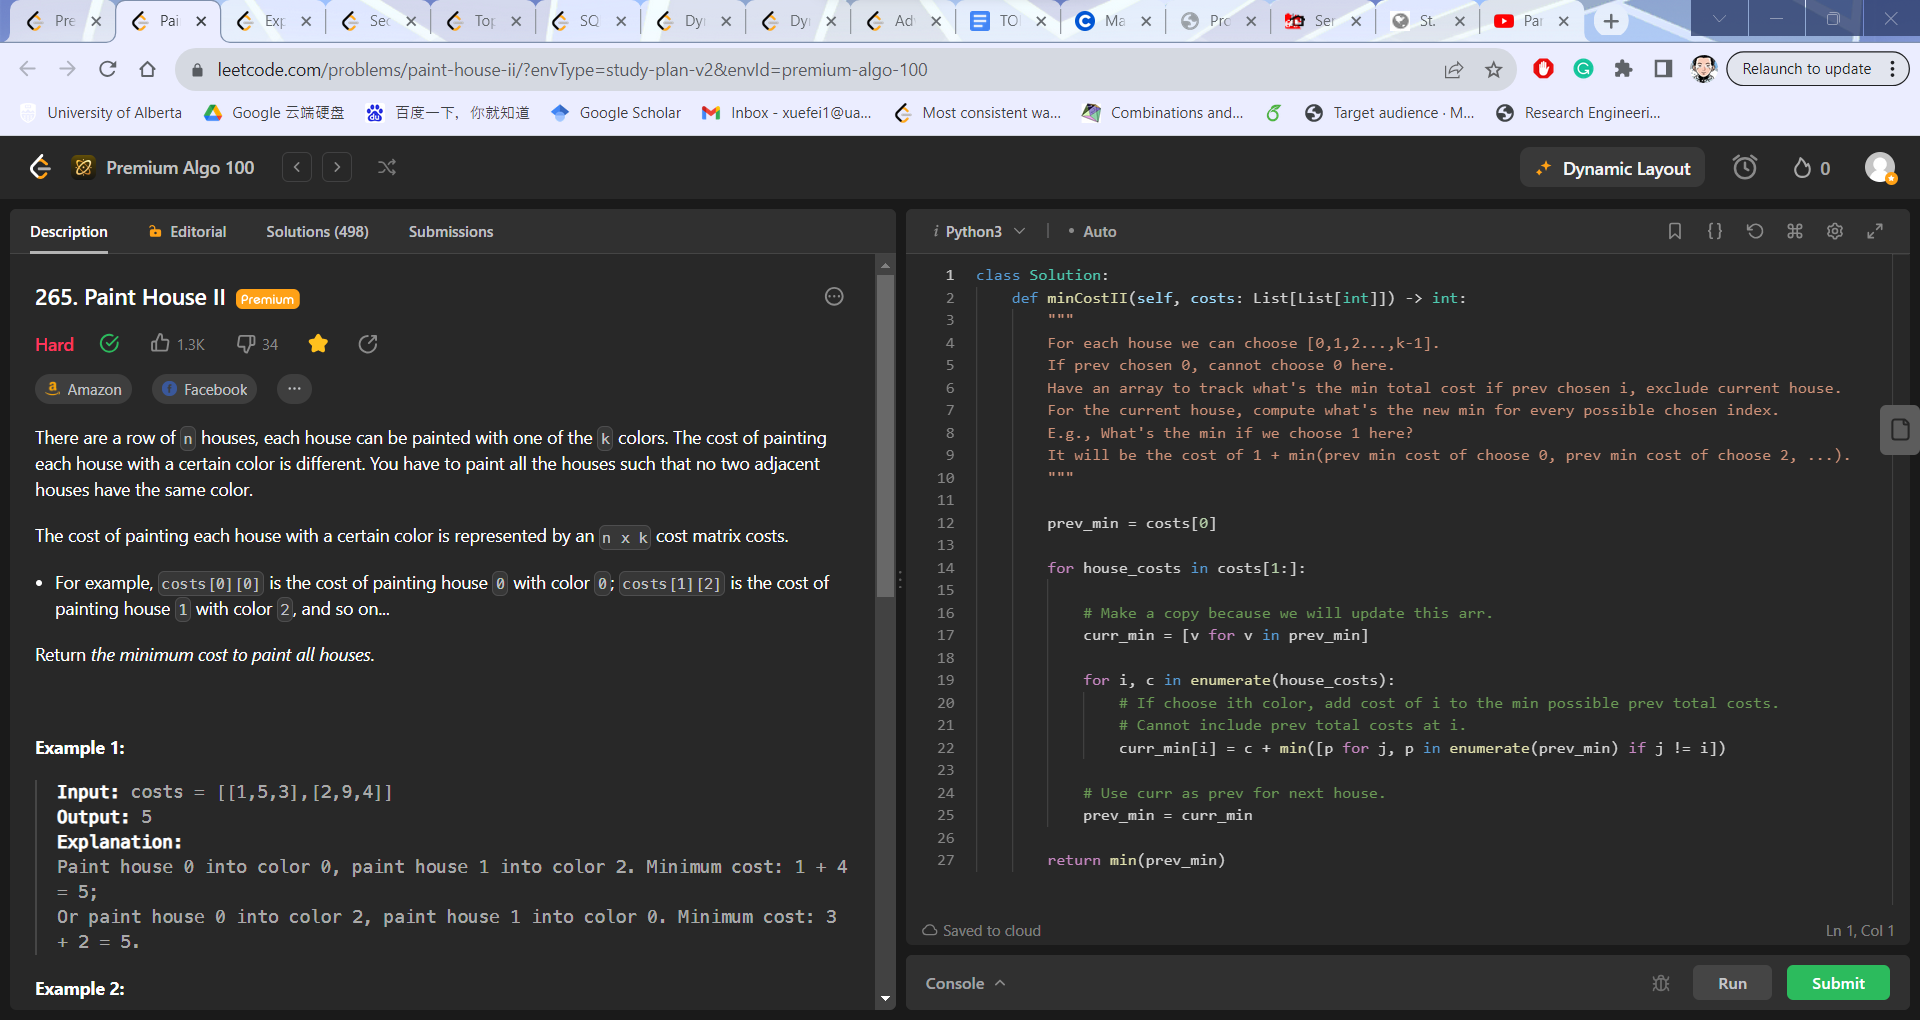 Pre
Pai
Exp
Sec
Top
SQ
Dy
Dy
Ad
TO
Ma
Pro
Ser
St.
Par
leetcode.com/problems/paint-house-ii/?envType=study-plan-v2&envId=premium-algo-100
Relaunch to update
University of Alberta
Google 云端硬盘
百度一下，你就知道
Google Scholar
Inbox - xuefei1@ua...
Most consistent wa...
Combinations and...
Target audience · M...
Research Engineeri...
Premium Algo 100
Dynamic Layout
0
Description
Editorial
Solutions (498)
Submissions
265. Paint House II Premium
Hard 1.3K 34
Amazon Facebook ...
There are a row of n houses, each house can be painted with one of the k colors. The cost of painting
each house with a certain color is different. You have to paint all the houses such that no two adjacent
houses have the same color.
The cost of painting each house with a certain color is represented by an n x k cost matrix costs.
• For example, costs[0][0] is the cost of painting house 0 with color 0; costs[1][2] is the cost of
painting house 1 with color 2, and so on...
Return the minimum cost to paint all houses.
Example 1:
Input: costs = [[1,5,3],[2,9,4]]
Output: 5
Explanation:
Paint house 0 into color 0, paint house 1 into color 2. Minimum cost: 1 + 4
= 5;
Or paint house 0 into color 2, paint house 1 into color 0. Minimum cost: 3
+ 2 = 5.
Example 2:
i Python3 • Auto
1 class Solution:
2 def minCostII(self, costs: List[List[int]]) -> int:
3 """
4 For each house we can choose [0,1,2...,k-1].
5 If prev chosen 0, cannot choose 0 here.
6 Have an array to track what's the min total cost if prev chosen i, exclude current house.
7 For the current house, compute what's the new min for every possible chosen index.
8 E.g., What's the min if we choose 1 here?
9 It will be the cost of 1 + min(prev min cost of choose 0, prev min cost of choose 2, ...).
10 """
11
12 prev_min = costs[0]
13
14 for house_costs in costs[1:]:
15
16 # Make a copy because we will update this arr.
17 curr_min = [v for v in prev_min]
18
19 for i, c in enumerate(house_costs):
20 # If choose ith color, add cost of i to the min possible prev total costs.
21 # Cannot include prev total costs at i.
22 curr_min[i] = c + min([p for j, p in enumerate(prev_min) if j != i])
23
24 # Use curr as prev for next house.
25 prev_min = curr_min
26
27 return min(prev_min)
Saved to cloud
Ln 1, Col 1
Console
Run
Submit